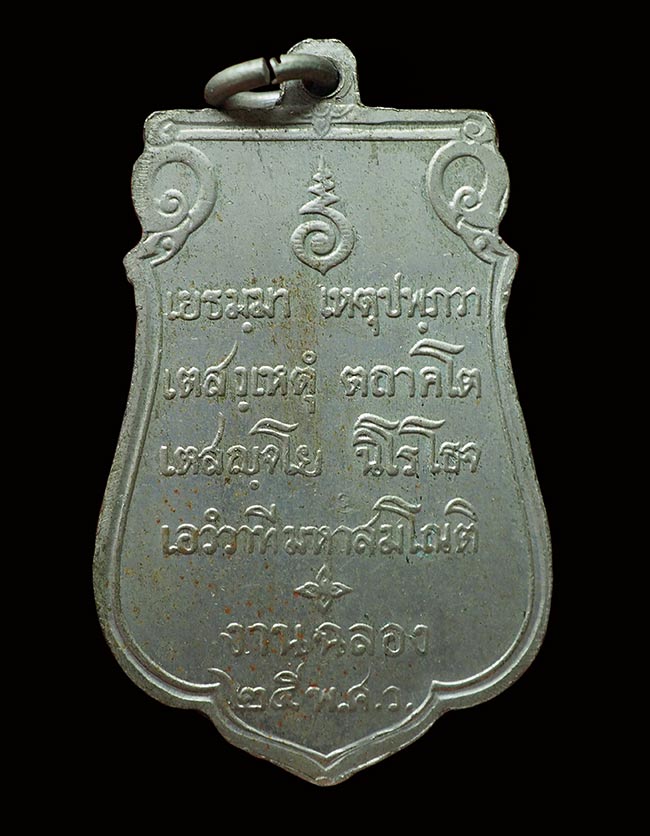 เยธมฺมา เหตุปพฺภวา
เตสงฺเหตุํ ตถาคโต
เตสญฺจโย นิโรโธจ
เอวํวาที มหาสมโณติ
งานฉลอง
๒๕ พ.ศ.ว.